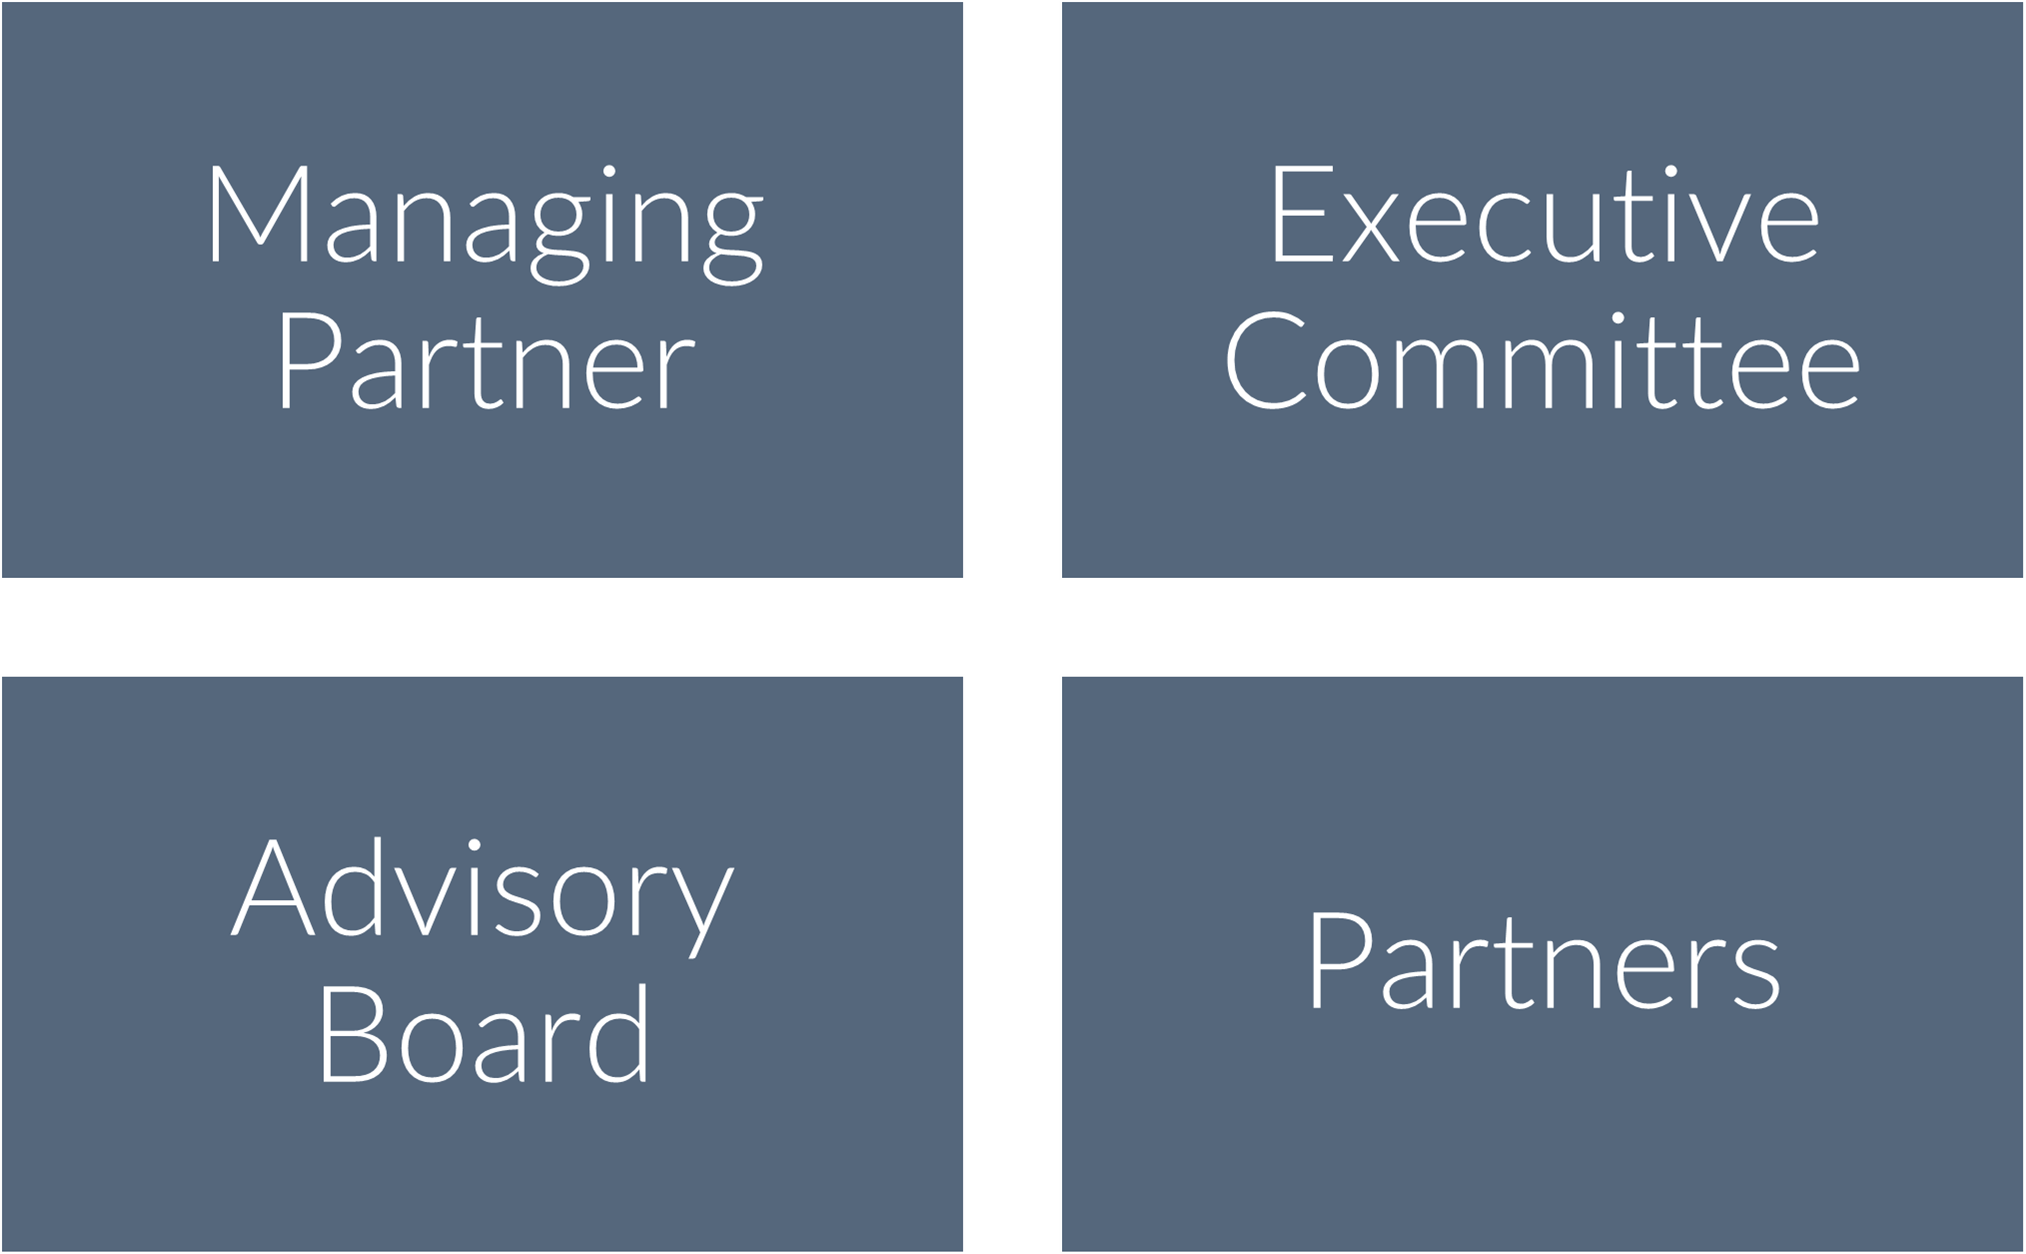 Managing
Partner
Executive
Committee
Advisory
Board
Partners